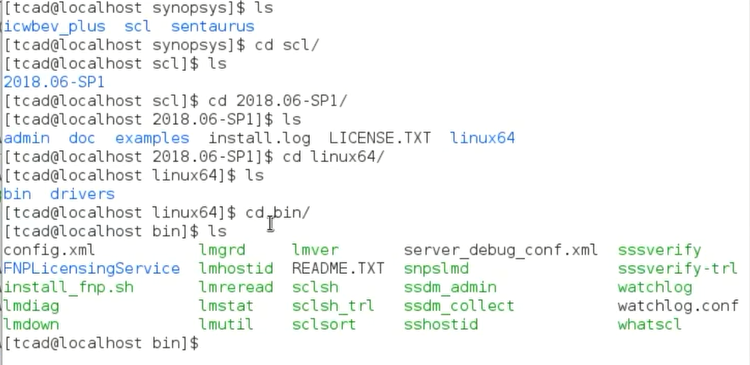 [tcad@localhost synopsys]$ ls
icwbev_plus  scl  sentaurus
[tcad@localhost synopsys]$ cd scl/
[tcad@localhost scl]$ ls
2018.06-SP1
[tcad@localhost scl]$ cd 2018.06-SP1/
[tcad@localhost 2018.06-SP1]$ ls
admin  doc  examples  install.log  LICENSE.TXT  linux64
[tcad@localhost 2018.06-SP1]$ cd linux64/
[tcad@localhost linux64]$ ls
bin  drivers
[tcad@localhost linux64]$ cd bin/
[tcad@localhost bin]$ ls
config.xml  lmgrd  lmver  server_debug_conf.xml  sssverify
FNPLicensingService  lmhostid  README.TXT  snpslmd  sssverify-trl
install_fnp.sh  lmreread  sclsh  ssdm_admin  watchlog
lmdiag  lmstat  sclsh_trl  ssdm_collect  watchlog.conf
lmdown  lmutil  sclsort  sshostid  whatscl
[tcad@localhost bin]$